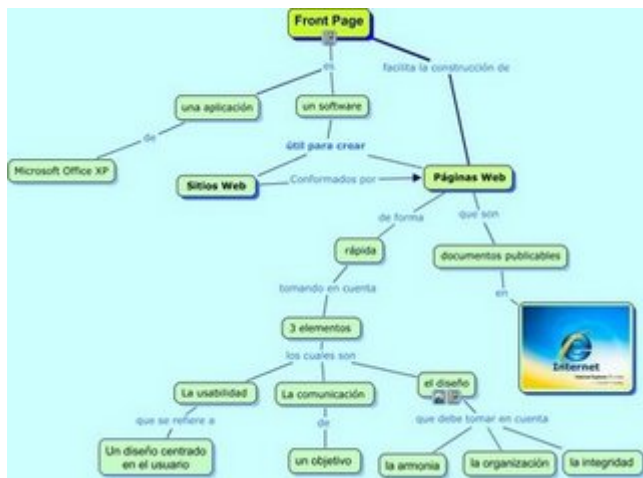 Front Page
es
facilita la construcción de
una aplicación
un software
de
útil para crear
Microsoft Office XP
Sitios Web
Conformados por
Páginas Web
de forma
que son
rápida
documentos publicables
tomando en cuenta
en
3 elementos
Internet
los cuales son
La usabilidad
La comunicación
el diseño
que se refiere a
de
que debe tomar en cuenta
Un diseño centrado
en el usuario
un objetivo
la armonia
la organización
la integridad